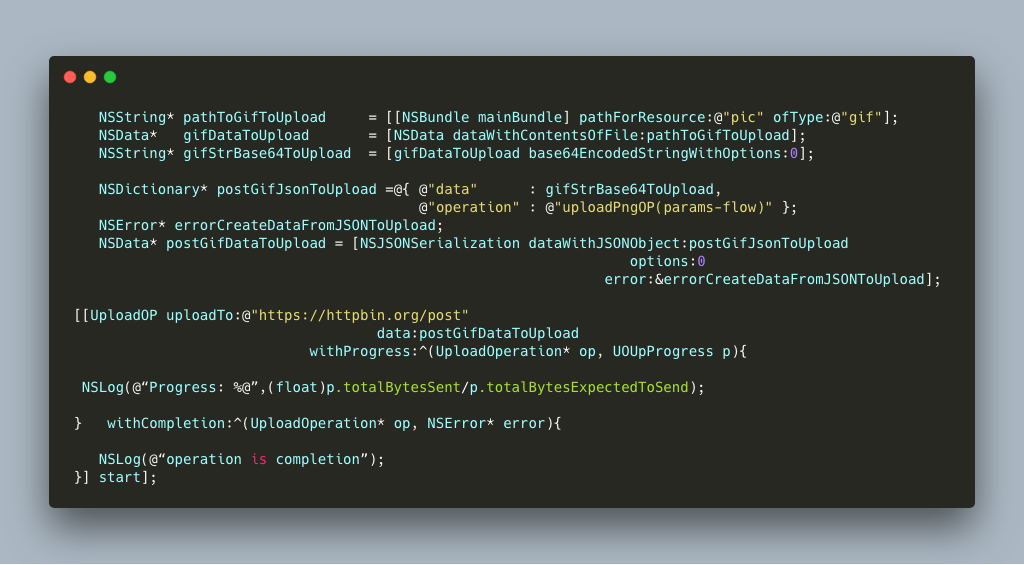 NSString* pathToGifToUpload     = [[NSBundle mainBundle] pathForResource:@"pic" ofType:@"gif"];
NSData*   gifDataToUpload       = [NSData dataWithContentsOfFile:pathToGifToUpload];
NSString* gifStrBase64ToUpload  = [gifDataToUpload base64EncodedStringWithOptions:0];
NSDictionary* postGifJsonToUpload =@{ @"data"      : gifStrBase64ToUpload,
@"operation" : @"uploadPngOP(params-flow)" };
NSError* errorCreateDataFromJSONToUpload;
NSData* postGifDataToUpload = [NSJSONSerialization dataWithJSONObject:postGifJsonToUpload
options:0
error:&errorCreateDataFromJSONToUpload];
[[UploadOP uploadTo:@"https://httpbin.org/post"
data:postGifDataToUpload
withProgress:^(UploadOperation* op, UOUpProgress p){
NSLog(@“Progress: %@”,(float)p.totalBytesSent/p.totalBytesExpectedToSend);
}   withCompletion:^(UploadOperation* op, NSError* error){
NSLog(@“operation is completion”);
}] start];